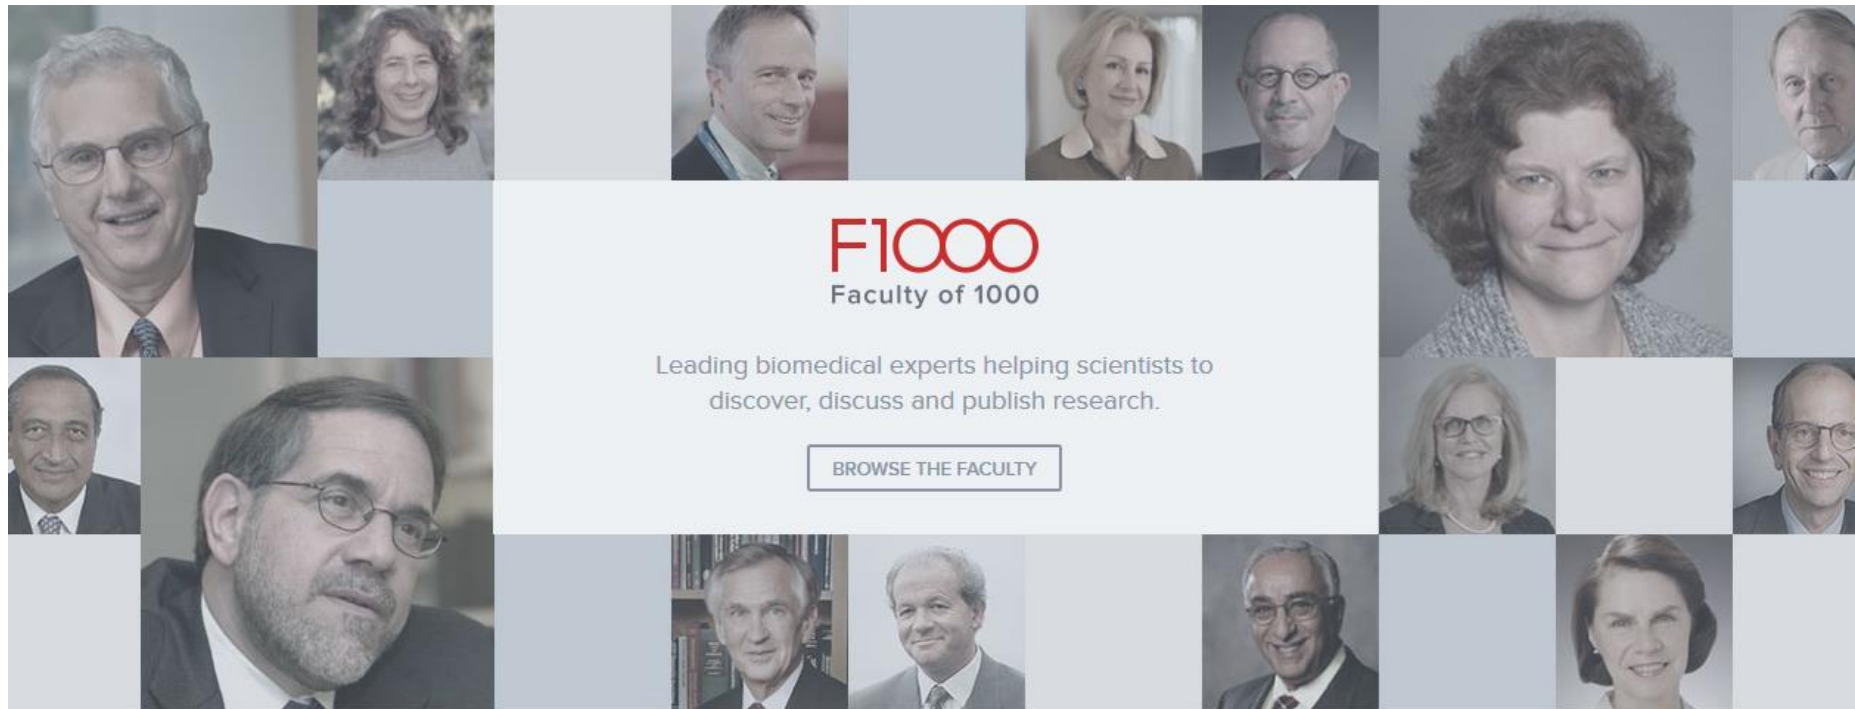 F1000
Faculty of 1000
Leading biomedical experts helping scientists to
discover, discuss and publish research.
BROWSE THE FACULTY